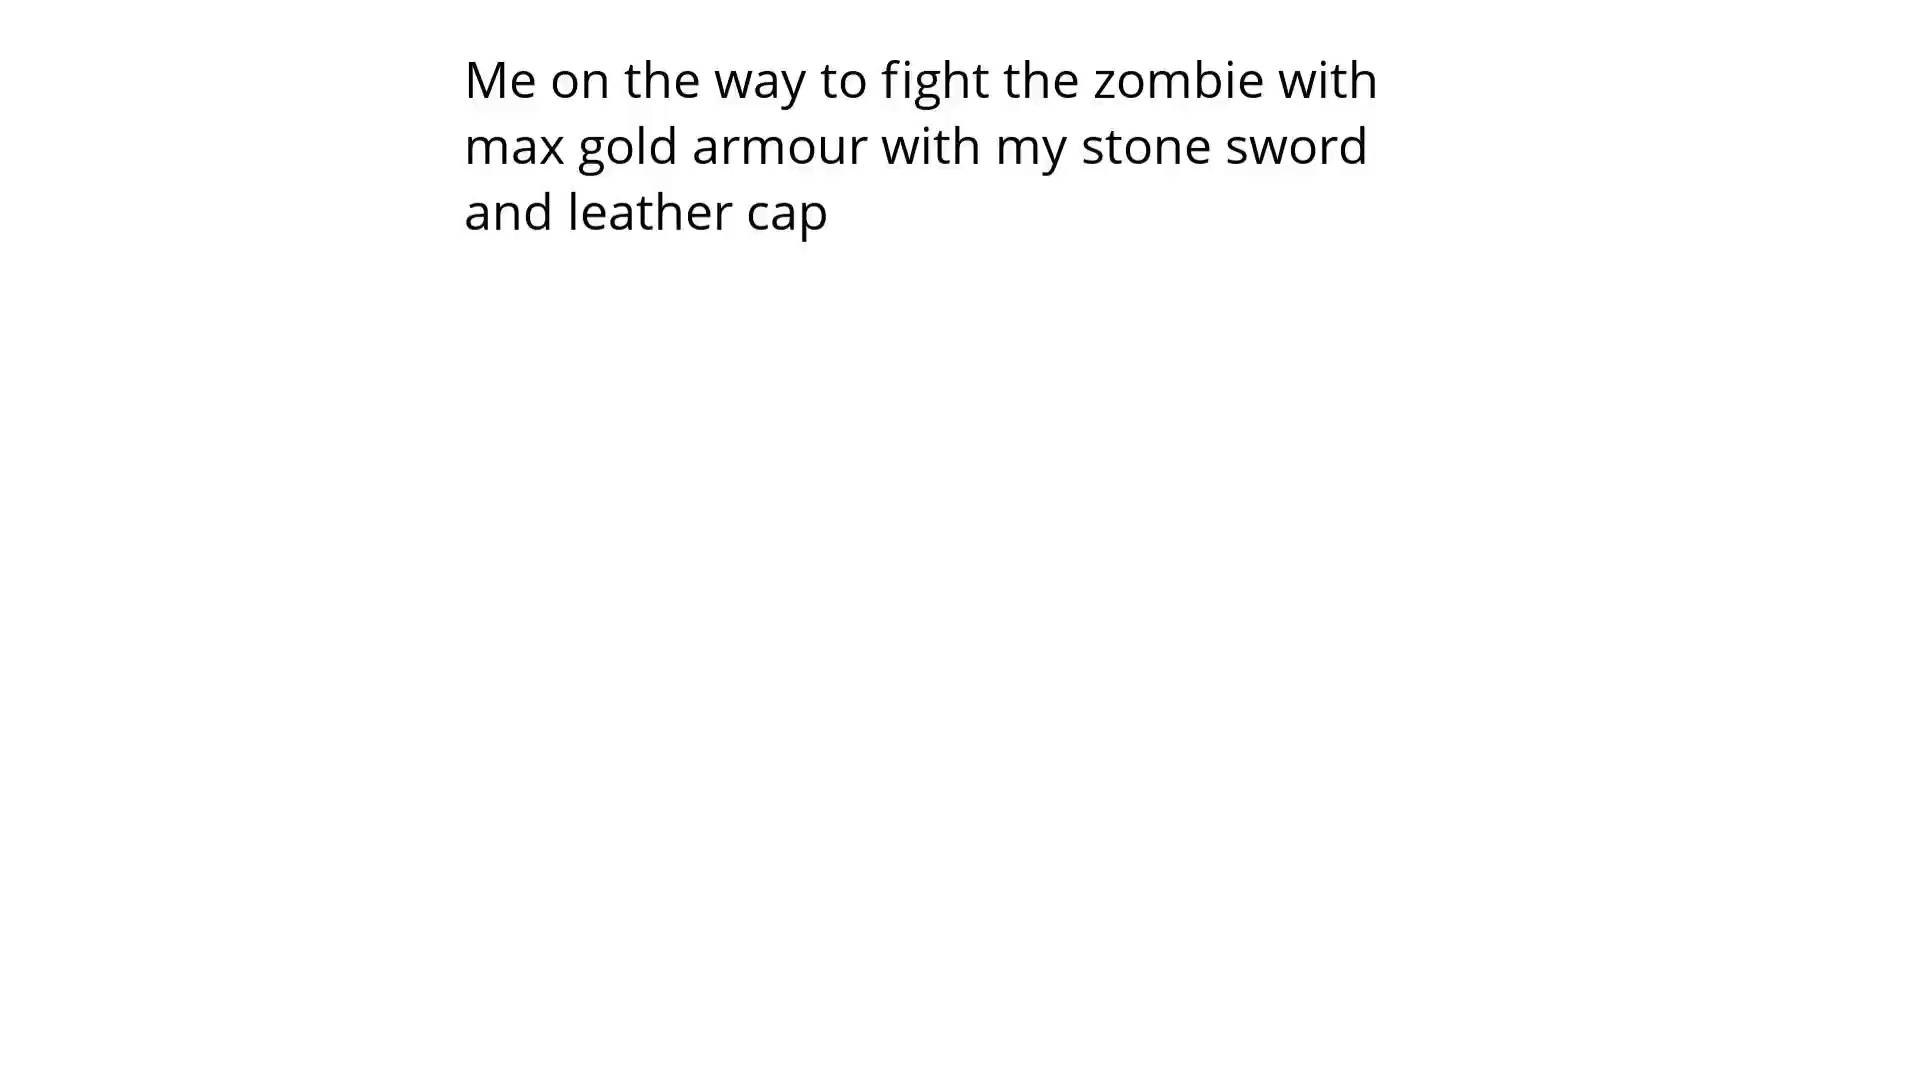 Me on the way to fight the zombie with
max gold armour with my stone sword
and leather cap